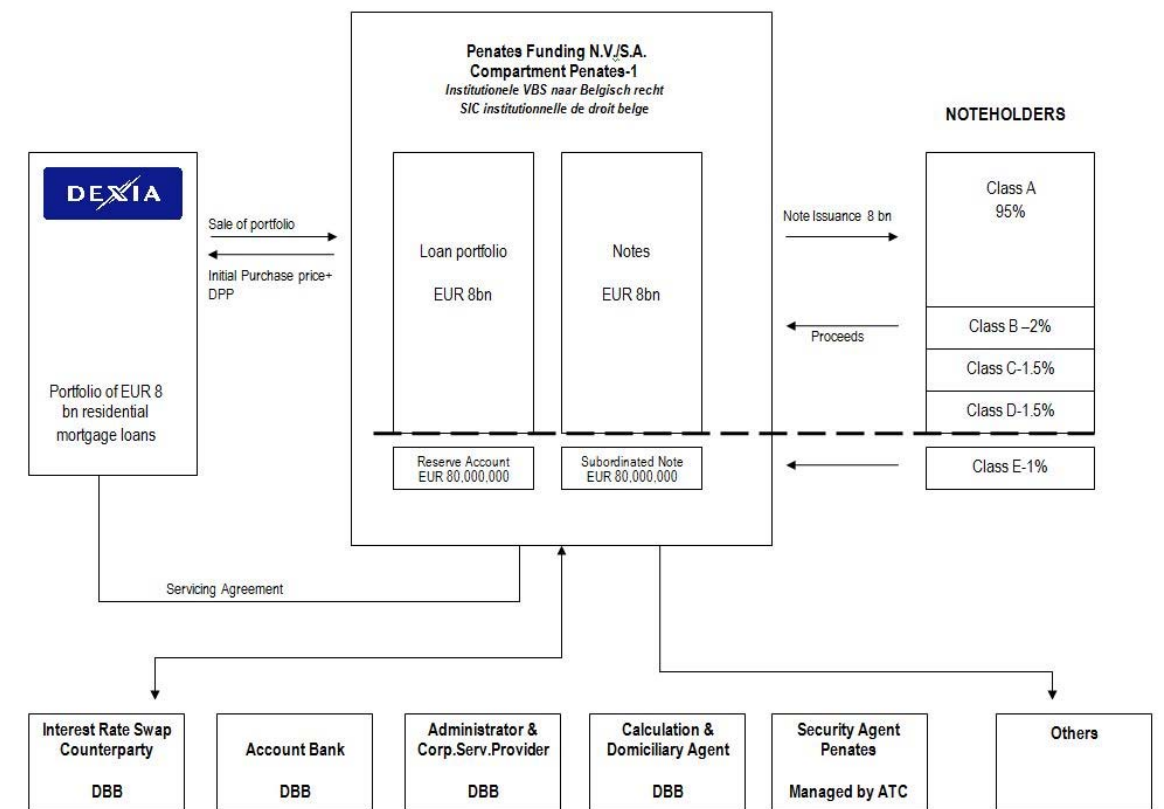 Penates Funding N.V./S.A.
Compartment Penates-1
Institutionele VBS naar Belgisch recht
SIC institutionnelle de droit belge
NOTEHOLDERS
DEXIA
Portfolio of EUR 8
bn residential
mortgage loans
Sale of portfolio
Initial Purchase price+
DPP
Loan portfolio
EUR 8bn
Notes
EUR 8bn
Reserve Account
EUR 80,000,000
Subordinated Note
EUR 80,000,000
Note Issuance 8 bn
Proceeds
Class A
95%
Class B –2%
Class C-1.5%
Class D-1.5%
Class E-1%
Servicing Agreement
Interest Rate Swap
Counterparty
DBB
Account Bank
DBB
Administrator &
Corp.Serv.Provider
DBB
Calculation &
Domiciliary Agent
DBB
Security Agent
Penates
Managed by ATC
Others